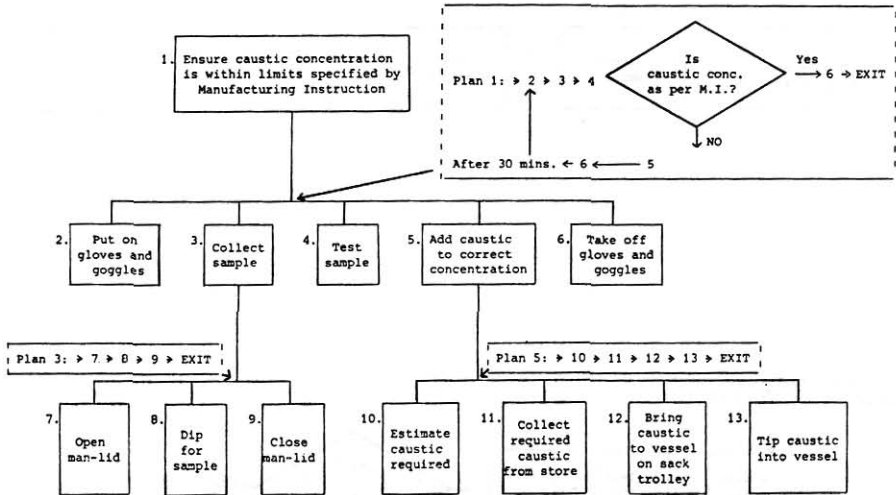 1. Ensure caustic concentration
is within limits specified by
Manufacturing Instruction
Plan 1: → 2 → 3 → 4
Is
caustic conc.
as per M.I.?
Yes
→ 6 → EXIT
NO
After 30 mins. ← 6 ← 5
2. Put on
gloves and
goggles
3. Collect
sample
4. Test
sample
5. Add caustic
to correct
concentration
6. Take off
gloves and
goggles
Plan 3: → 7 → 8 → 9 → EXIT
Plan 5: → 10 → 11 → 12 → 13 → EXIT
7. Open
man-lid
8. Dip
for
sample
9. Close
man-lid
10. Estimate
caustic
required
11. Collect
required
caustic
from store
12. Bring
caustic
to vessel
on sack
trolley
13. Tip caustic
into vessel